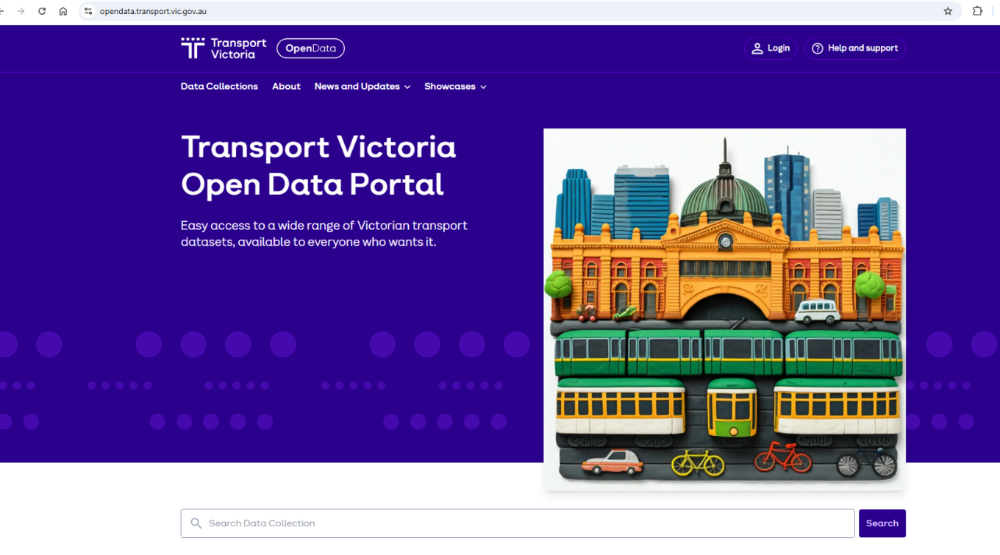 opendata.transport.vic.gov.au
Transport
Victoria
OpenData
Login
Help and support
Data Collections
About
News and Updates
Showcases
Transport Victoria
Open Data Portal
Easy access to a wide range of Victorian transport
datasets, available to everyone who wants it.
Search Data Collection
Search